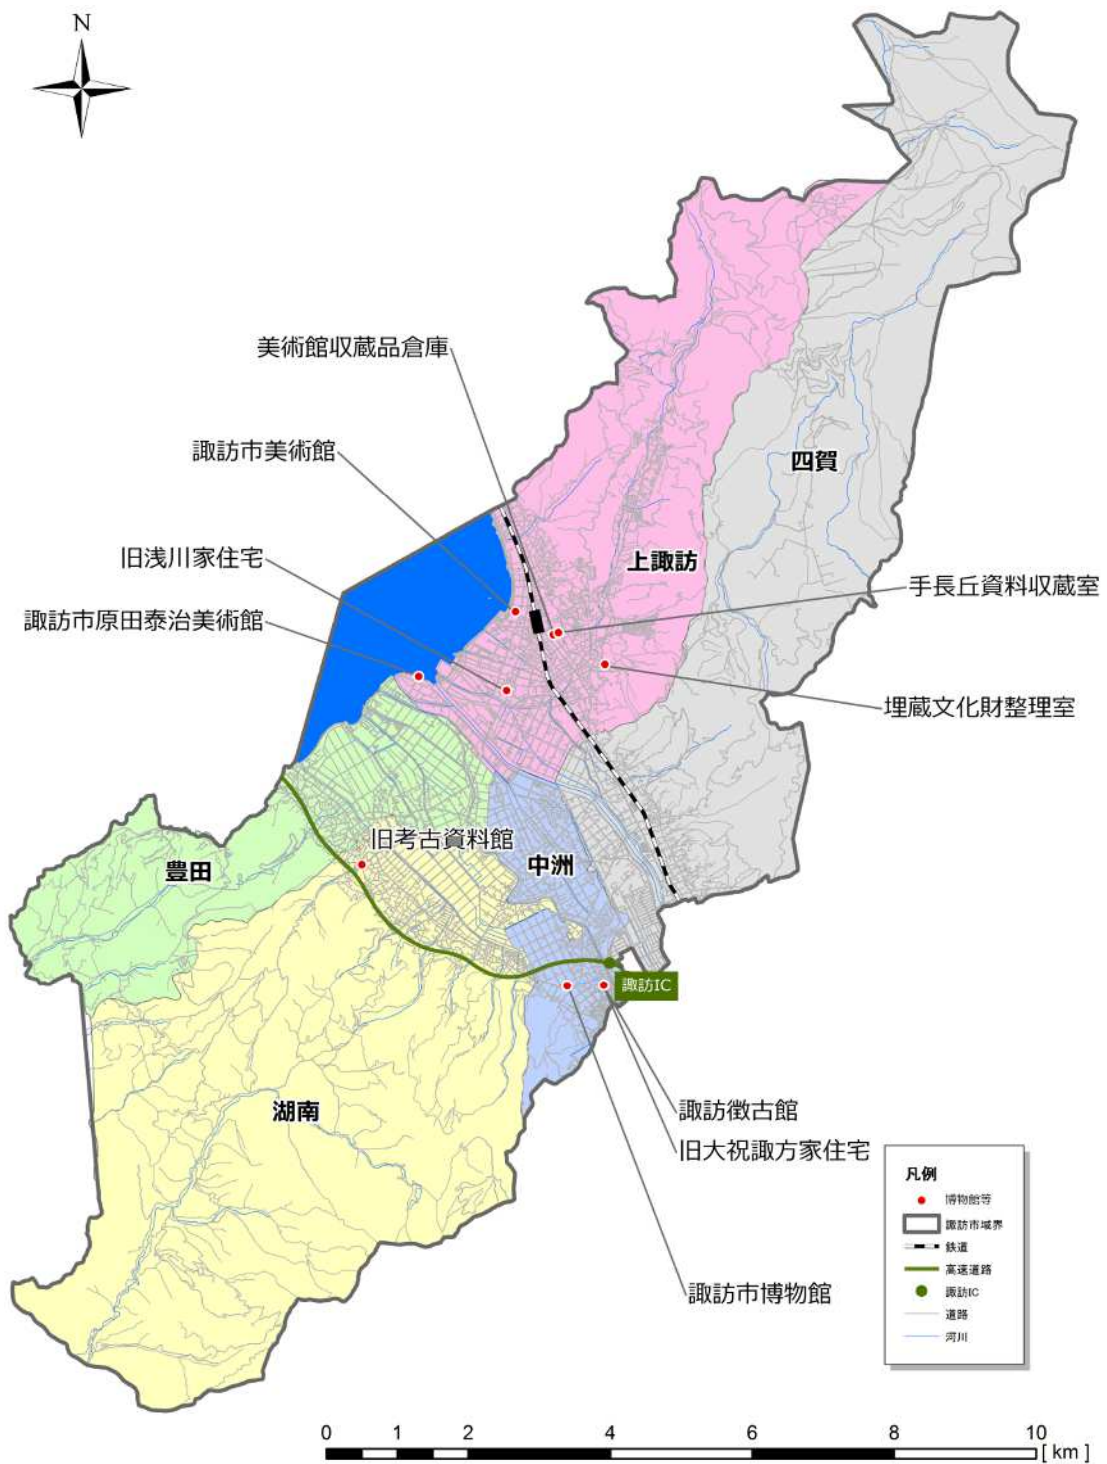 N
美術館収蔵品倉庫
諏訪市美術館
四賀
旧浅川家住宅
上諏訪
手長丘資料収蔵室
諏訪市原田泰治美術館
埋蔵文化財整理室
旧考古資料館
中洲
豊田
諏訪IC
諏訪徴古館
湖南
旧大祝諏方家住宅
諏訪市博物館
凡例
博物館等
諏訪市域界
鉄道
高速道路
諏訪IC
道路
河川
0 1 2 4 6 8 10
[ km ]